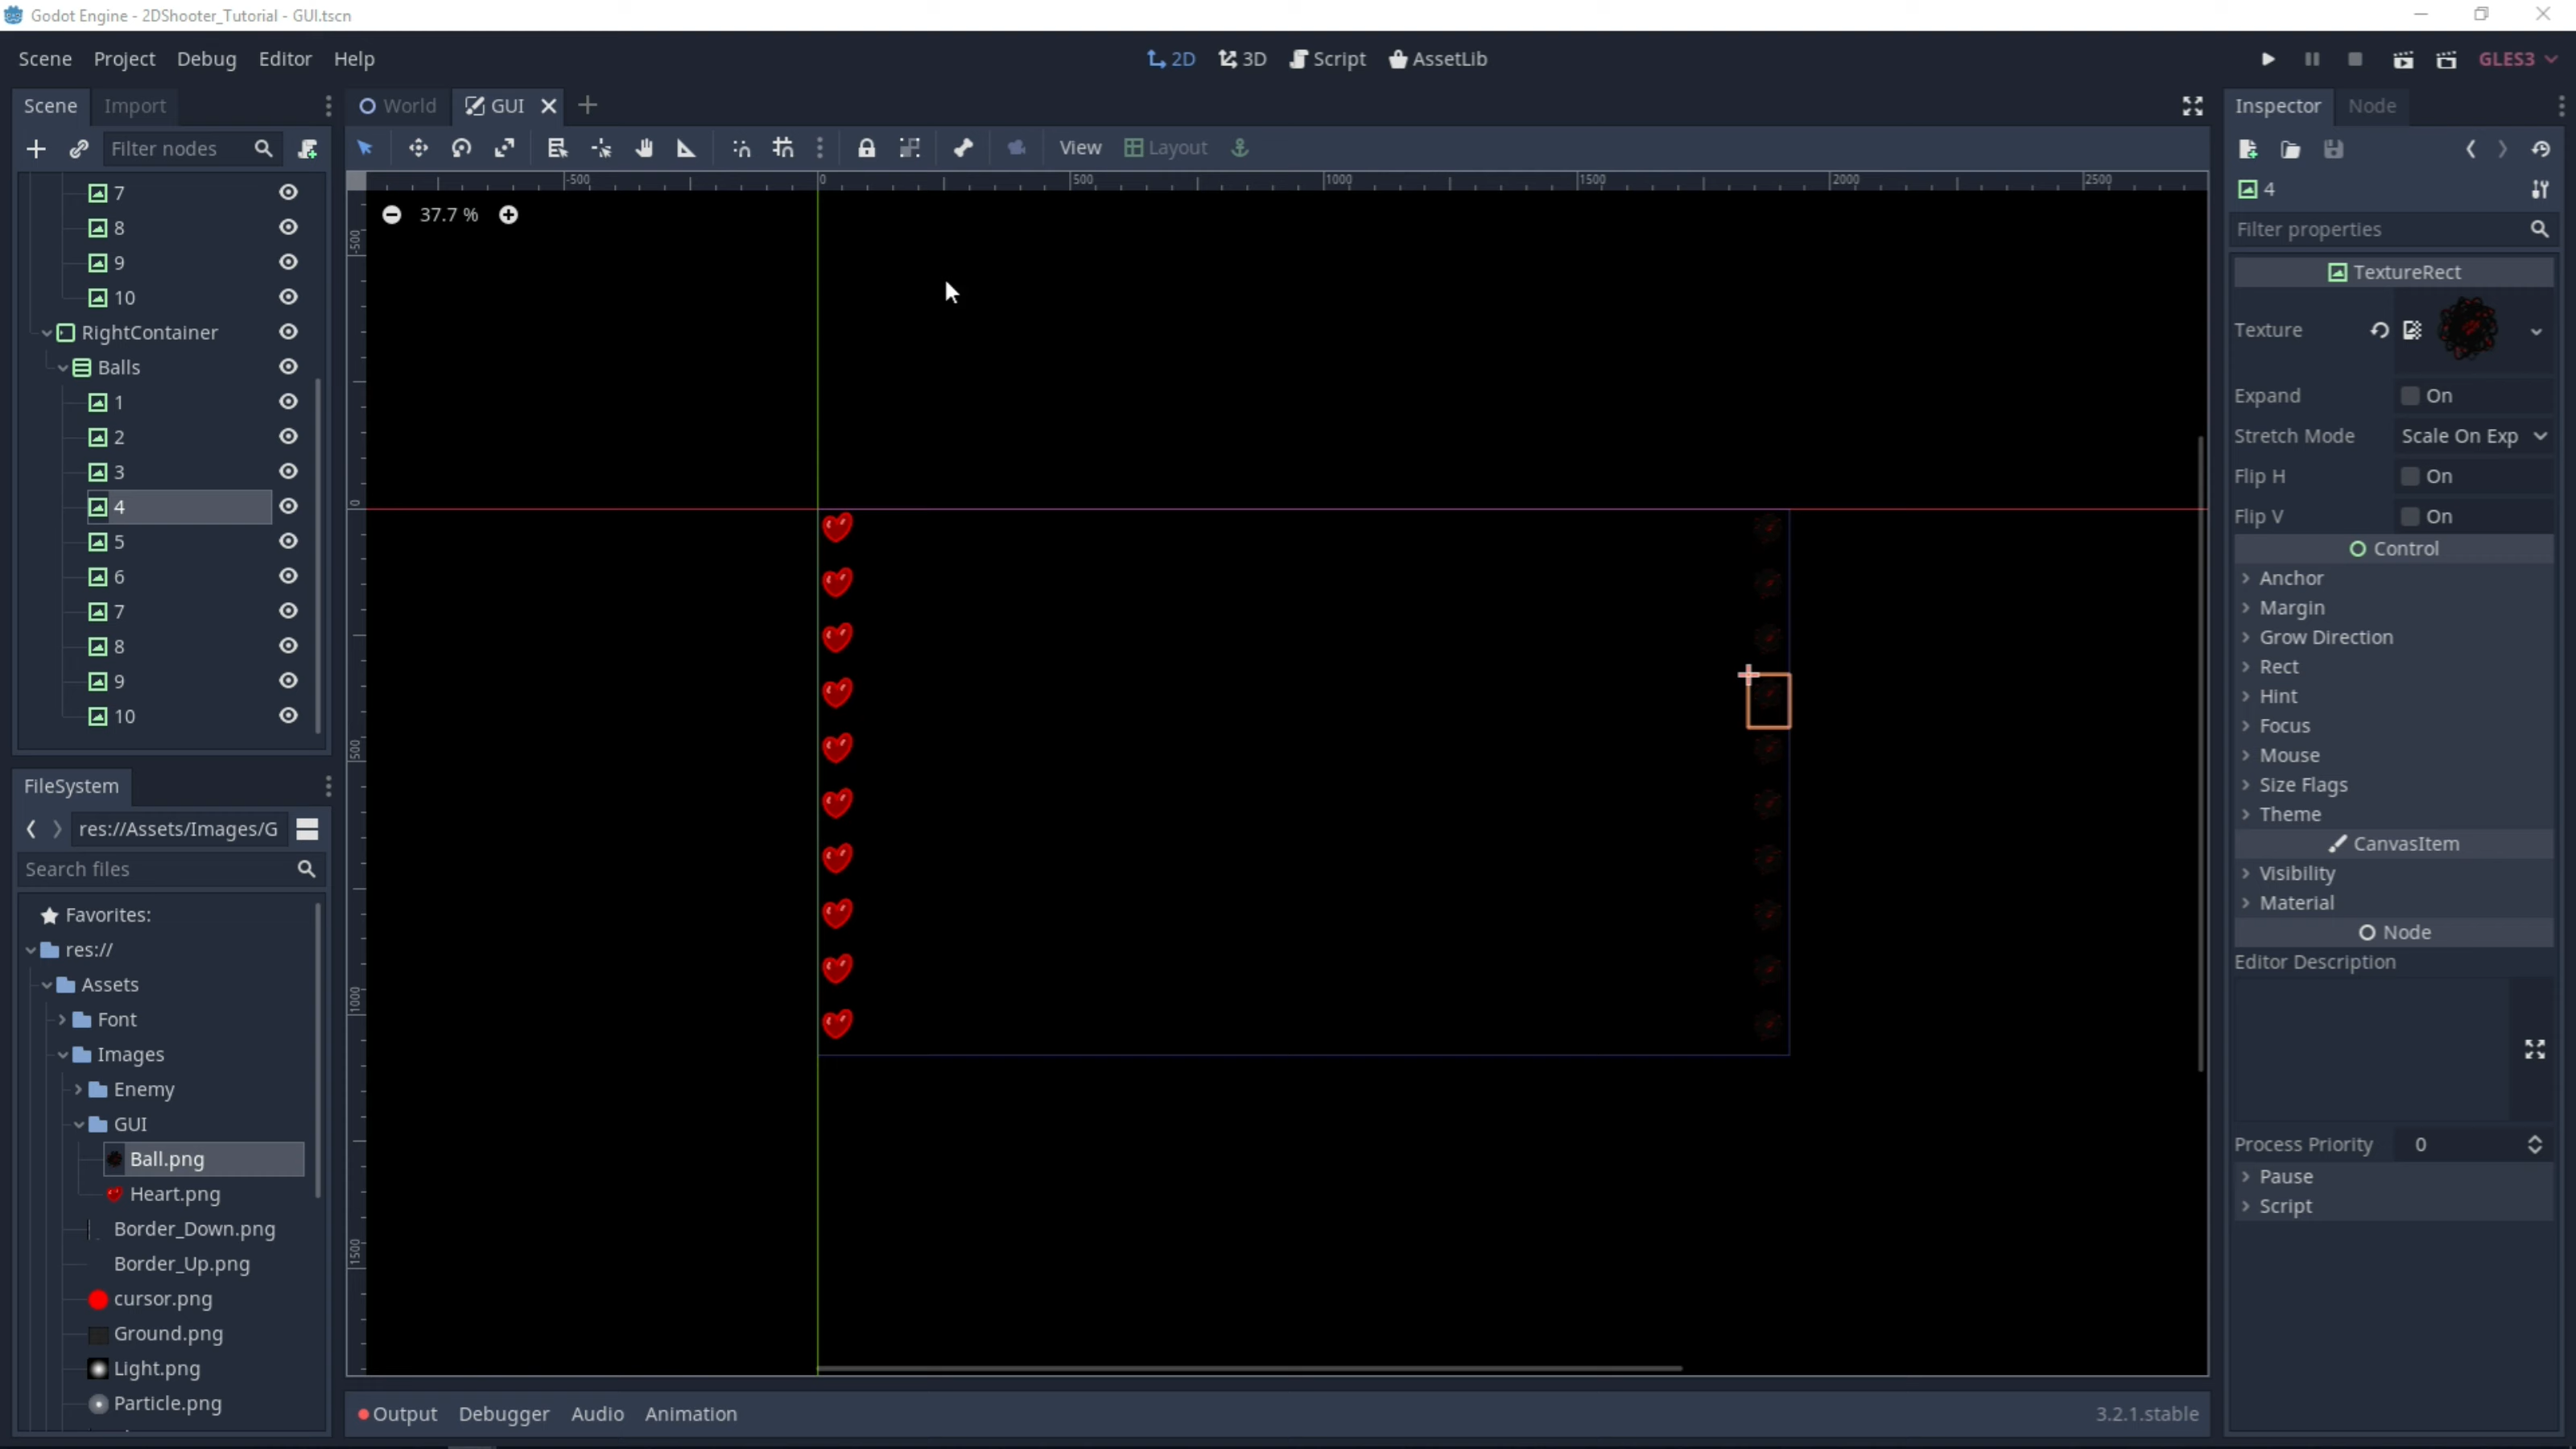 Godot Engine - 2DShooter_Tutorial - GUI.tscn
Scene Project Debug Editor Help
2D 3D Script AssetLib
GLES3
Scene Import
World GUI
Inspector Node
Filter nodes
View Layout
4
Filter properties
7
8
9
10
RightContainer
Balls
1
2
3
4
5
6
7
8
9
10
-500 0 500 1000 1500 2000 2500
37.7 %
-500
0
500
1000
1500
TextureRect
Texture
Expand On
Stretch Mode Scale On Exp
Flip H On
Flip V On
Control
Anchor
Margin
Grow Direction
Rect
Hint
Focus
Mouse
Size Flags
Theme
CanvasItem
Visibility
Material
Node
Editor Description
Process Priority 0
Pause
Script
FileSystem
res://Assets/Images/G
Search files
Favorites:
res://
Assets
Font
Images
Enemy
GUI
Ball.png
Heart.png
Border_Down.png
Border_Up.png
cursor.png
Ground.png
Light.png
Particle.png
Output Debugger Audio Animation
3.2.1.stable